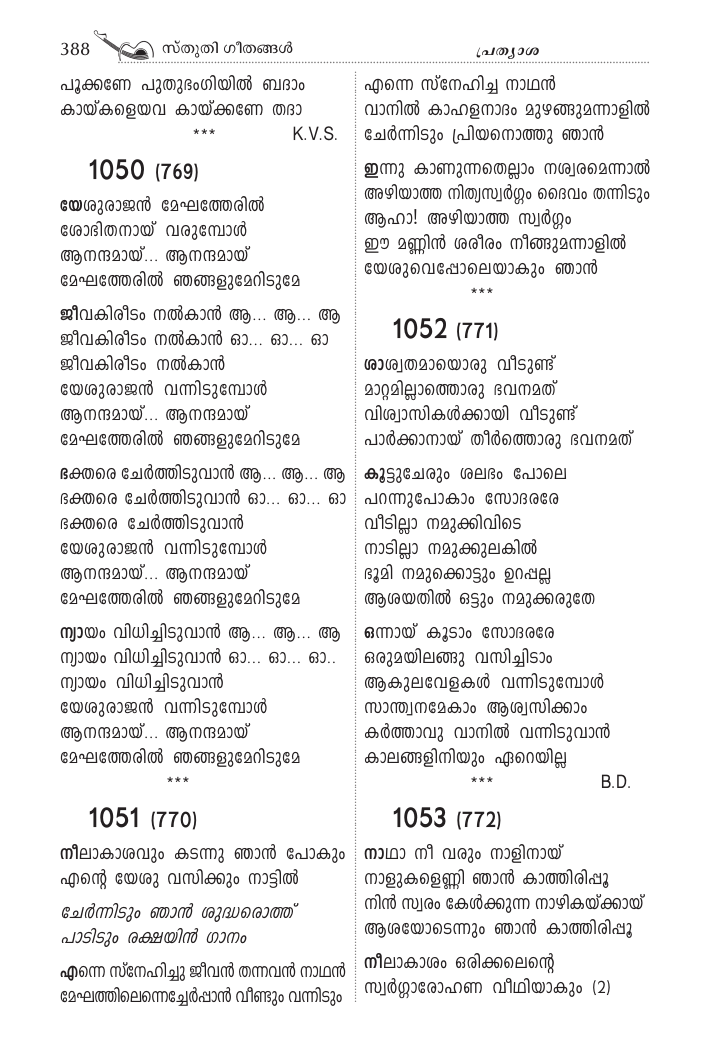 388 സ്തുതി ഗീതങ്ങൾ
പ്രത്യാശ
പൂക്കണേ പുതുഭംഗിയിൽ ബദാം
കായ്കളെയവ കായ്ക്കണേ തദാ
*** K.V.S.
1050 (769)
യേശുരാജൻ മേഘത്തേരിൽ
ശോഭിതനായ് വരുമ്പോൾ
ആനന്ദമായ്... ആനന്ദമായ്
മേഘത്തേരിൽ ഞങ്ങളുമേറിടുമേ
ജീവകിരീടം നൽകാൻ ആ... ആ... ആ
ജീവകിരീടം നൽകാൻ ഓ... ഓ... ഓ
ജീവകിരീടം നൽകാൻ
യേശുരാജൻ വന്നിടുമ്പോൾ
ആനന്ദമായ്... ആനന്ദമായ്
മേഘത്തേരിൽ ഞങ്ങളുമേറിടുമേ
ഭക്തരെ ചേർത്തിടുവാൻ ആ... ആ... ആ
ഭക്തരെ ചേർത്തിടുവാൻ ഓ... ഓ... ഓ
ഭക്തരെ ചേർത്തിടുവാൻ
യേശുരാജൻ വന്നിടുമ്പോൾ
ആനന്ദമായ്... ആനന്ദമായ്
മേഘത്തേരിൽ ഞങ്ങളുമേറിടുമേ
ന്യായം വിധിച്ചിടുവാൻ ആ... ആ... ആ
ന്യായം വിധിച്ചിടുവാൻ ഓ... ഓ... ഓ..
ന്യായം വിധിച്ചിടുവാൻ
യേശുരാജൻ വന്നിടുമ്പോൾ
ആനന്ദമായ്... ആനന്ദമായ്
മേഘത്തേരിൽ ഞങ്ങളുമേറിടുമേ
***
1051 (770)
നീലാകാശവും കടന്നു ഞാൻ പോകും
എന്റെ യേശു വസിക്കും നാട്ടിൽ
ചേർന്നിടും ഞാൻ ശുദ്ധരൊത്ത്
പാടിടും രക്ഷയിൻ ഗാനം
എന്നെ സ്നേഹിച്ചു ജീവൻ തന്നവൻ നാഥൻ
മേഘത്തിലെന്നെച്ചേർപ്പാൻ വീണ്ടും വന്നിടും
എന്നെ സ്നേഹിച്ച നാഥൻ
വാനിൽ കാഹളനാദം മുഴങ്ങുമന്നാളിൽ
ചേർന്നിടും പ്രിയനൊത്തു ഞാൻ
ഇന്നു കാണുന്നതെല്ലാം നശ്വരമെന്നാൽ
അഴിയാത്ത നിത്യസ്വർഗ്ഗം ദൈവം തന്നിടും
ആഹാ! അഴിയാത്ത സ്വർഗ്ഗം
ഈ മണ്ണിൻ ശരീരം നീങ്ങുമന്നാളിൽ
യേശുവെപ്പോലെയാകും ഞാൻ
***
1052 (771)
ശാശ്വതമായൊരു വീടുണ്ട്
മാറ്റമില്ലാത്തൊരു ഭവനമത്
വിശ്വാസികൾക്കായി വീടുണ്ട്
പാർക്കാനായ് തീർത്തൊരു ഭവനമത്
കൂട്ടുചേരും ശലഭം പോലെ
പറന്നുപോകാം സോദരരേ
വീടില്ലാ നമുക്കിവിടെ
നാടില്ലാ നമുക്കുലകിൽ
ഭൂമി നമുക്കൊട്ടും ഉറപ്പല്ല
ആശയതിൽ ഒട്ടും നമുക്കരുതേ
ഒന്നായ് കൂടാം സോദരരേ
ഒരുമയിലങ്ങു വസിച്ചിടാം
ആകുലവേളകൾ വന്നിടുമ്പോൾ
സാന്ത്വനമേകാം ആശ്വസിക്കാം
കർത്താവു വാനിൽ വന്നിടുവാൻ
കാലങ്ങളിനിയും ഏറെയില്ല
*** B.D.
1053 (772)
നാഥാ നീ വരും നാളിനായ്
നാളുകളെണ്ണി ഞാൻ കാത്തിരിപ്പൂ
നിൻ സ്വരം കേൾക്കുന്ന നാഴികയ്ക്കായ്
ആശയോടെന്നും ഞാൻ കാത്തിരിപ്പൂ
നീലാകാശം ഒരിക്കലെന്റെ
സ്വർഗ്ഗാരോഹണ വീഥിയാകും (2)